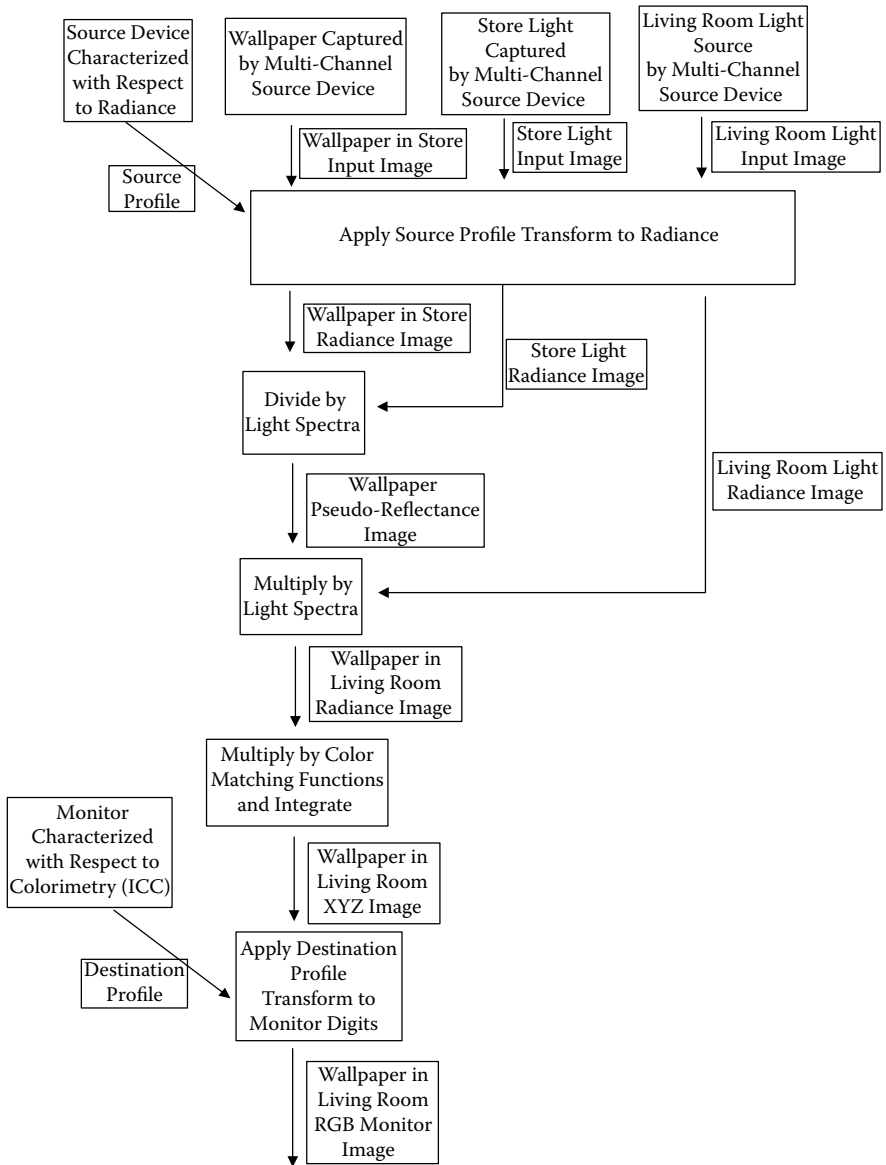 Source Device
Characterized
with Respect
to Radiance
Wallpaper Captured
by Multi-Channel
Source Device
Store Light
Captured
by Multi-Channel
Source Device
Living Room Light
Source
by Multi-Channel
Source Device
Source
Profile
Wallpaper in Store
Input Image
Store Light
Input Image
Living Room Light
Input Image
Apply Source Profile Transform to Radiance
Wallpaper in Store
Radiance Image
Store Light
Radiance Image
Divide by
Light Spectra
Living Room Light
Radiance Image
Wallpaper
Pseudo-Reflectance
Image
Multiply by
Light Spectra
Wallpaper in
Living Room
Radiance Image
Multiply by Color
Matching Functions
and Integrate
Monitor
Characterized
with Respect to
Colorimetry (ICC)
Wallpaper in
Living Room
XYZ Image
Destination
Profile
Apply Destination
Profile
Transform to
Monitor Digits
Wallpaper in
Living Room
RGB Monitor
Image